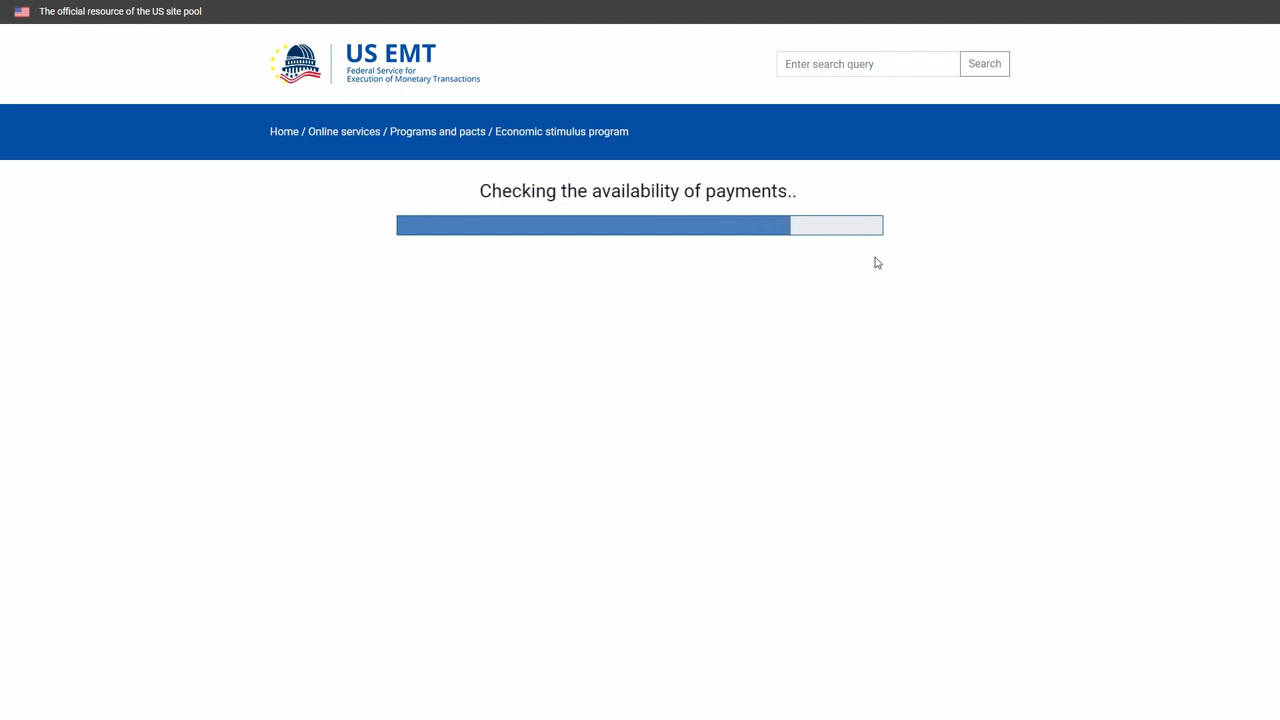 The official resource of the US site pool
US EMT
Federal Service for
Execution of Monetary Transactions
Enter search query
Search
Home / Online services / Programs and pacts / Economic stimulus program
Checking the availability of payments..